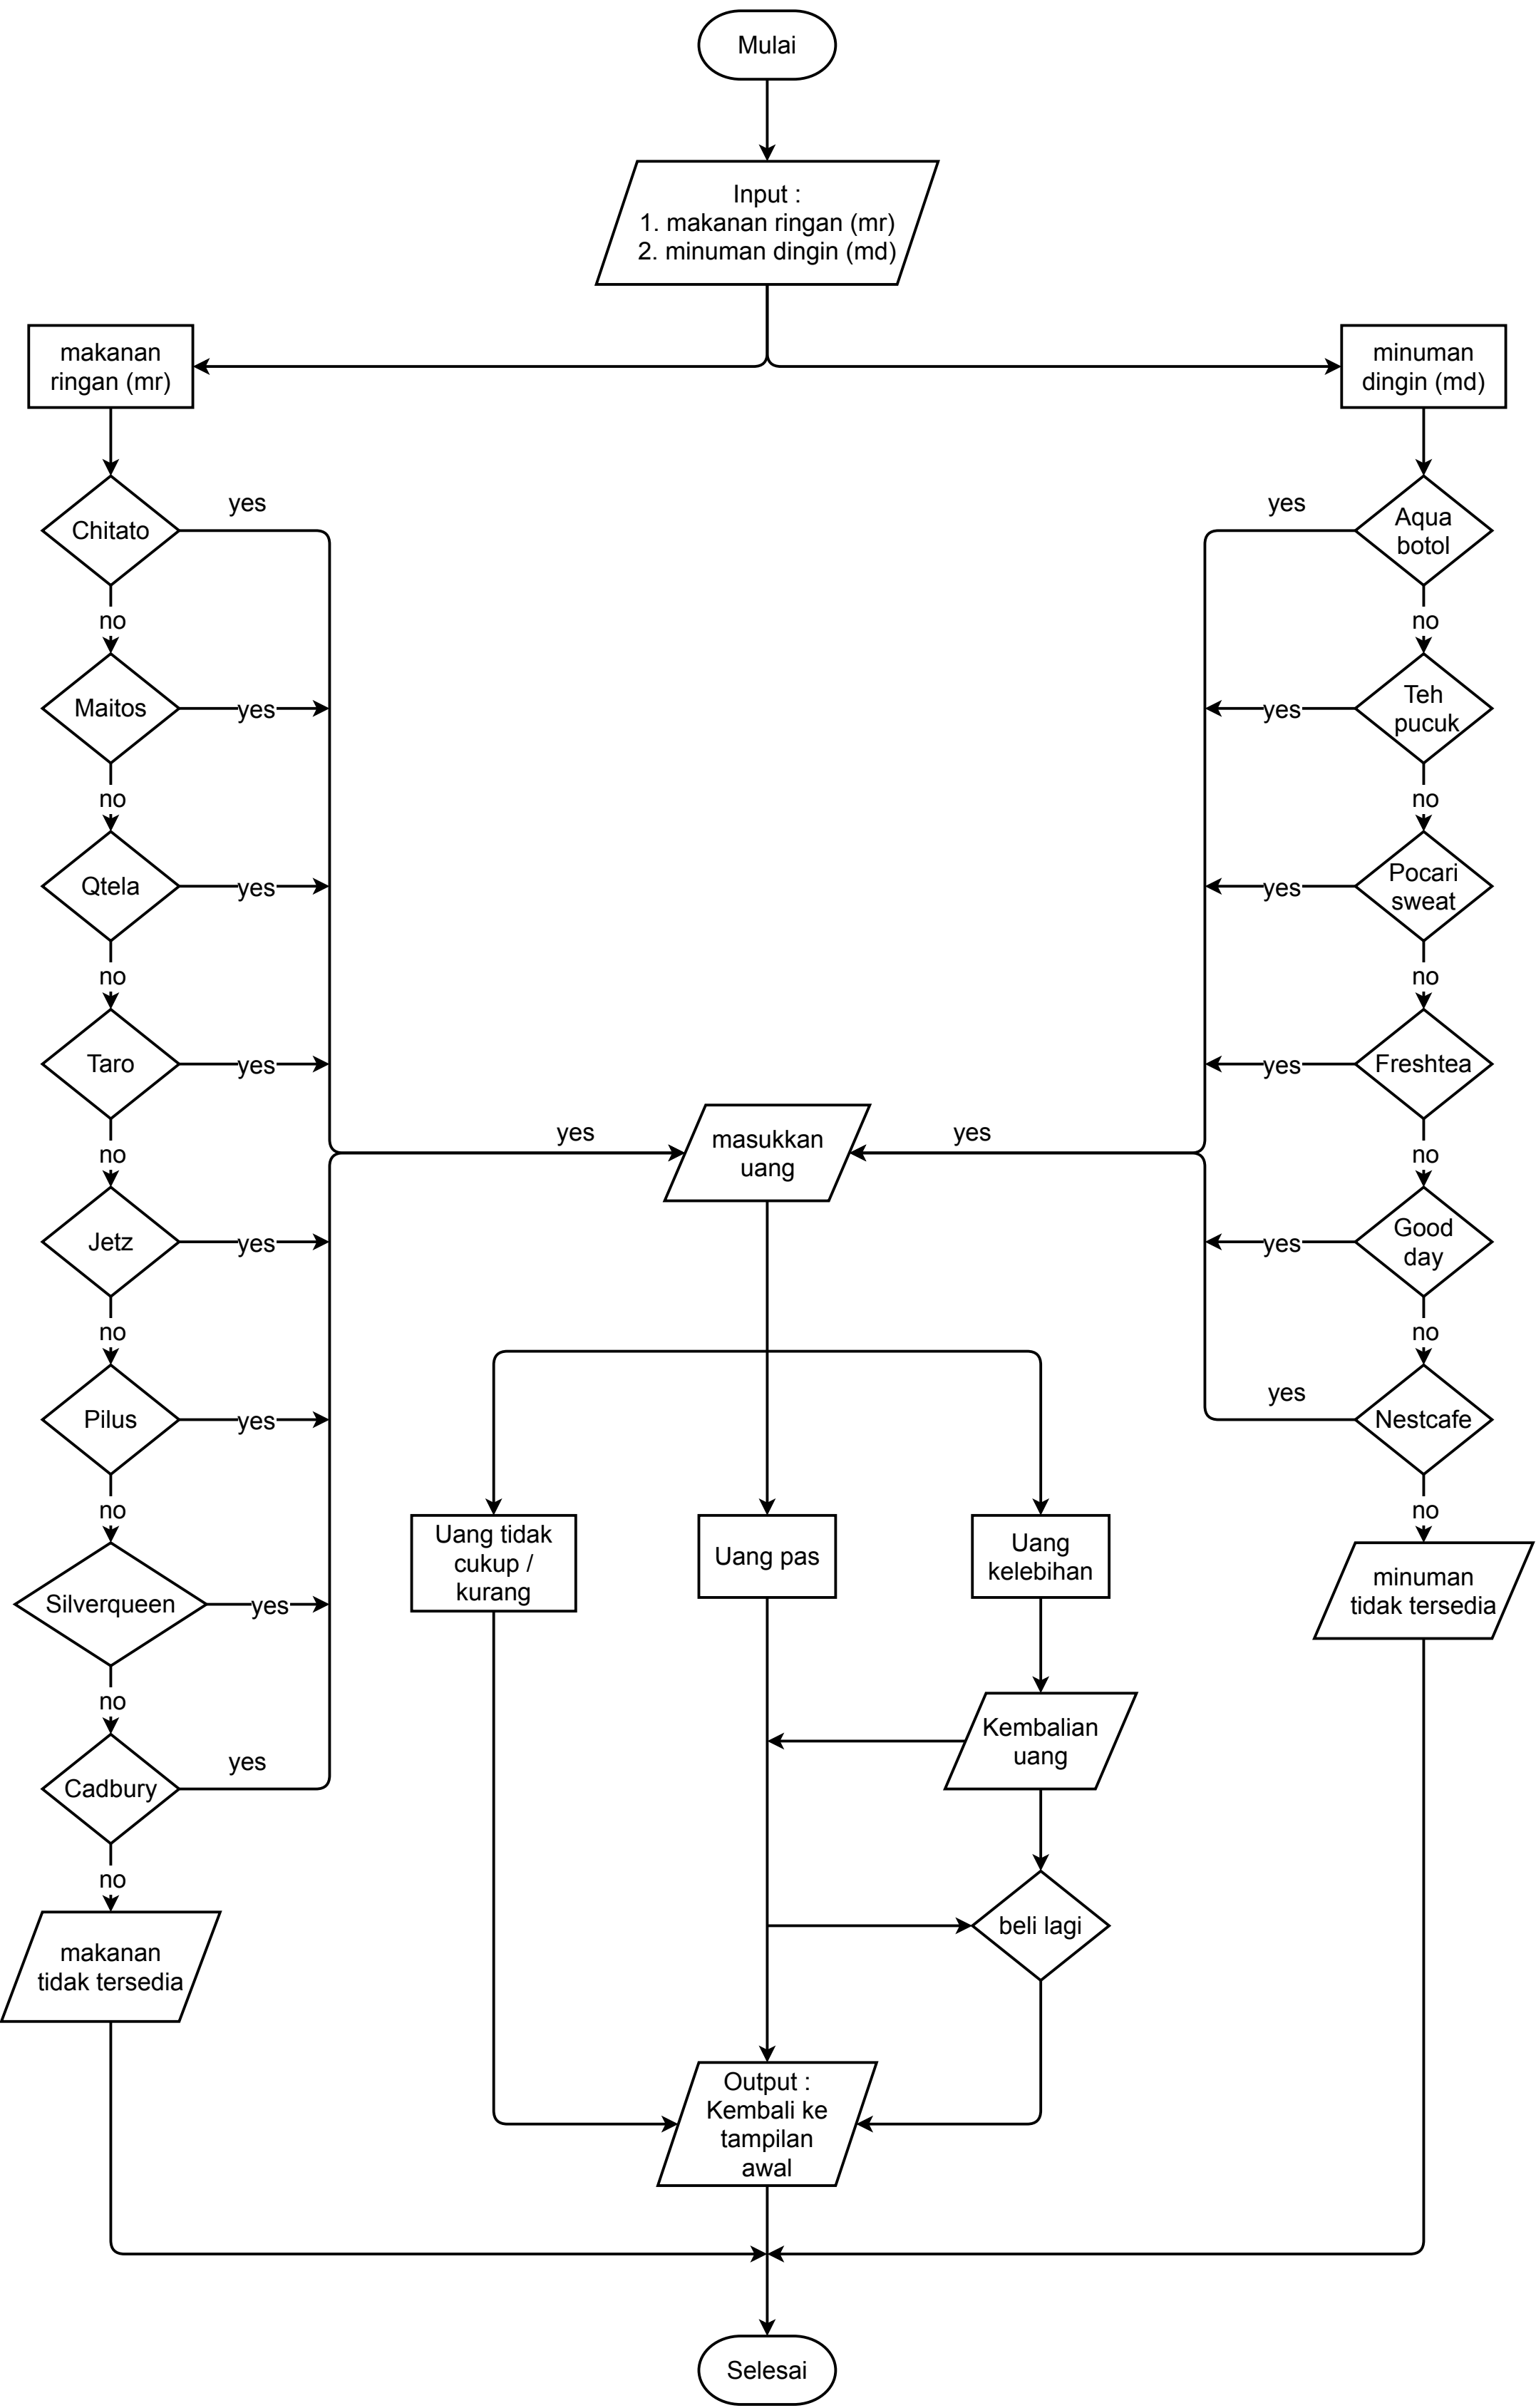 Mulai
Input :
1. makanan ringan (mr)
2. minuman dingin (md)
makanan
ringan (mr)
minuman
dingin (md)
Chitato
yes
yes
Aqua
botol
no
no
Maitos
yes
yes
Teh
pucuk
no
no
Qtela
yes
yes
Pocari
sweat
no
no
Taro
yes
yes
Freshtea
yes
masukkan
uang
yes
no
no
Jetz
yes
yes
Good
day
no
no
Pilus
yes
yes
Nestcafe
no
no
Uang tidak
cukup /
kurang
Uang pas
Uang
kelebihan
Silverqueen
yes
minuman
tidak tersedia
no
Kembalian
uang
Cadbury
yes
no
beli lagi
makanan
tidak tersedia
Output :
Kembali ke
tampilan
awal
Selesai